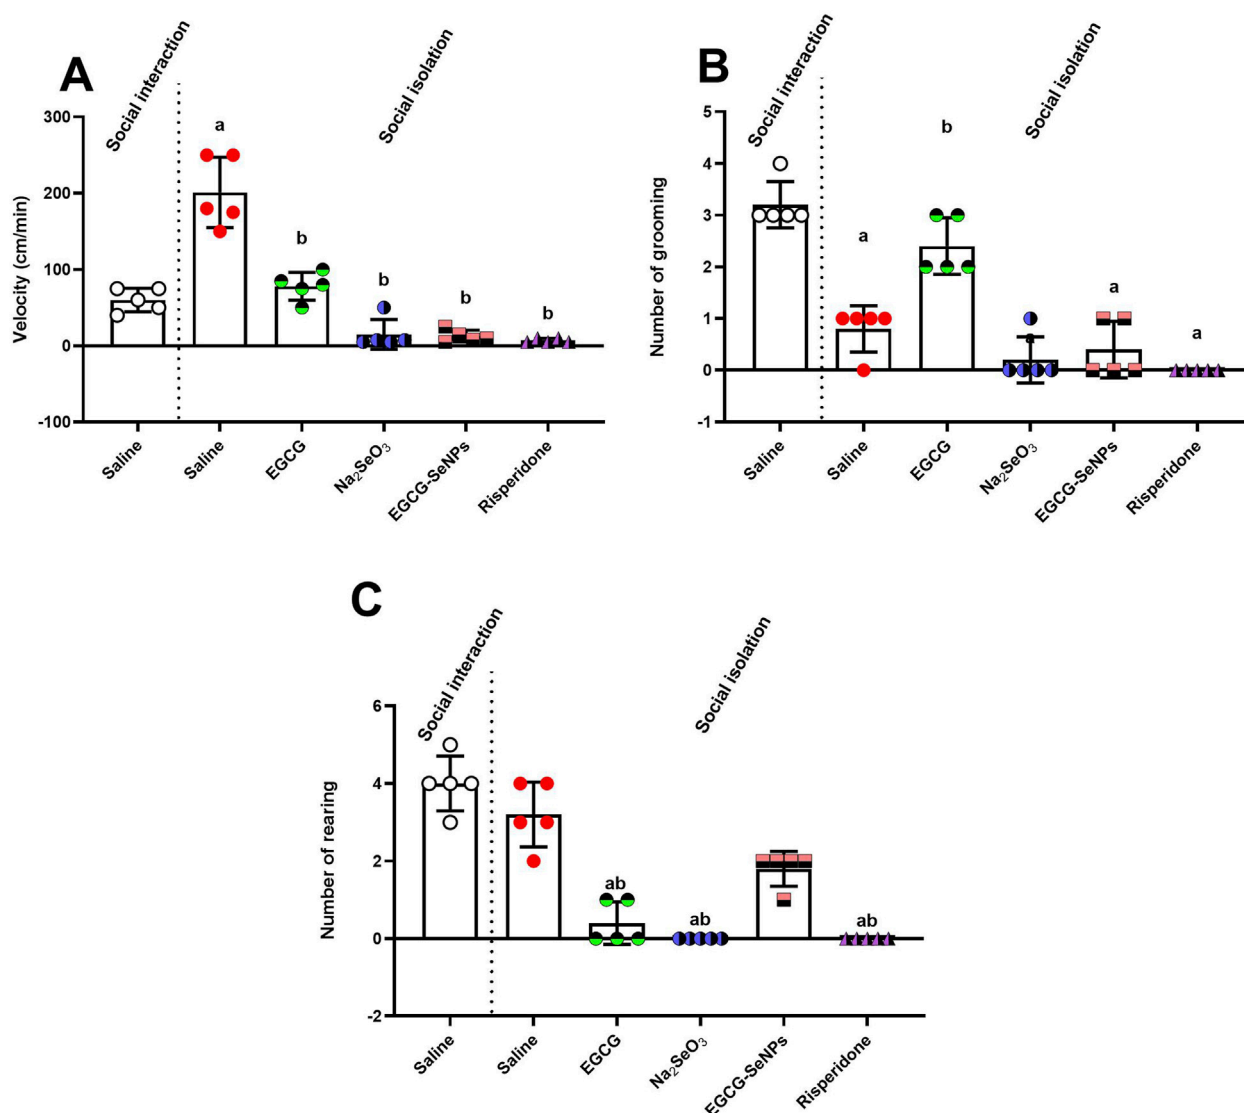 A
Social interaction
Social isolation
Velocity (cm/min)
300
200
100
0
-100
a
b
b
b
b
Saline
Saline
EGCG
Na₂SeO₃
EGCG-SeNPs
Risperidone
B
Social interaction
Social isolation
Number of grooming
5
4
3
2
1
0
-1
a
b
a
a
a
Saline
Saline
EGCG
Na₂SeO₃
EGCG-SeNPs
Risperidone
C
Social interaction
Social isolation
Number of rearing
6
4
2
0
-2
ab
ab
ab
Saline
Saline
EGCG
Na₂SeO₃
EGCG-SeNPs
Risperidone